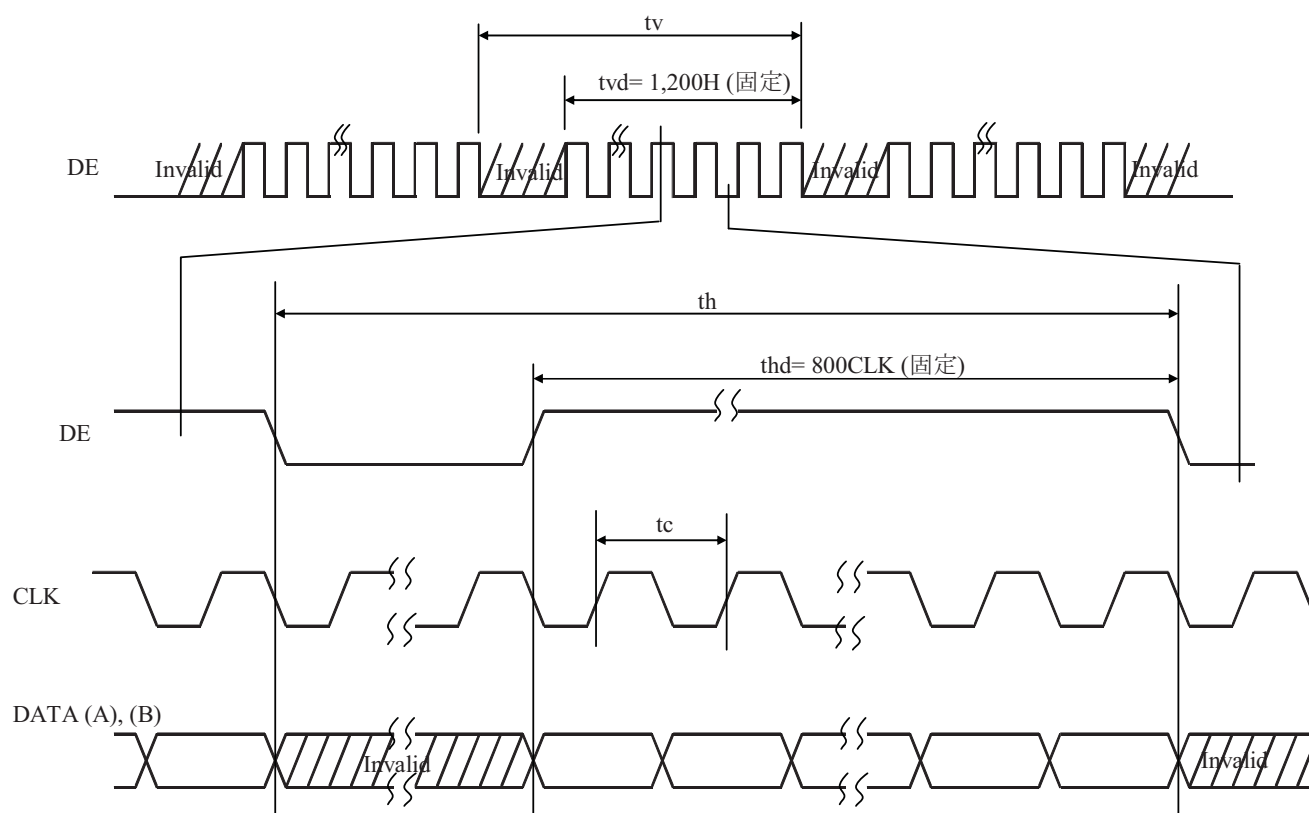 tv
tvd= 1,200H (固定)
DE
Invalid
Invalid
Invalid
Invalid
th
thd= 800CLK (固定)
DE
tc
CLK
DATA (A), (B)
Invalid
Invalid